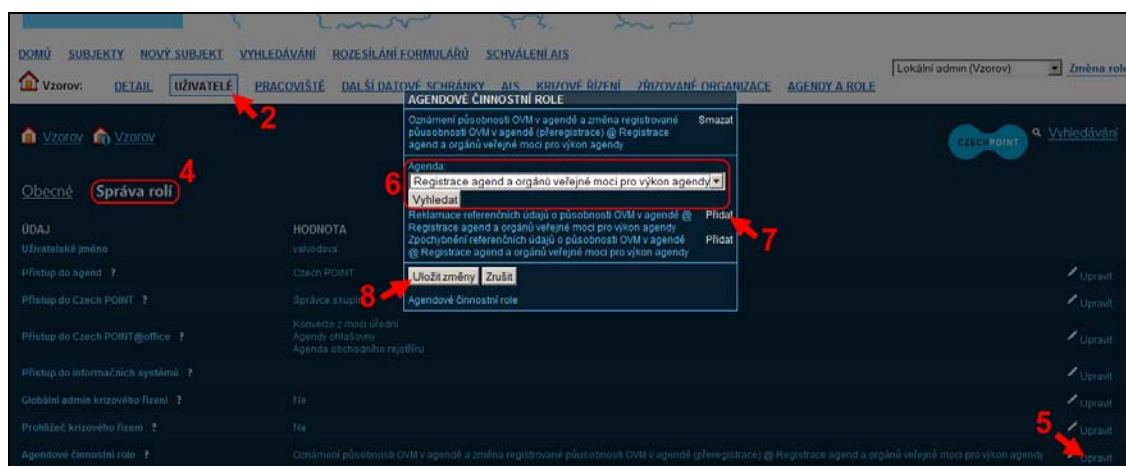 DOMŮ SUBJEKTY NOVÝ SUBJEKT VYHLEDÁVÁNÍ ROZESÍLÁNÍ FORMULÁŘŮ SCHVÁLENÍ AIS
Lokální admin (Vzorov) Změna role
Vzorov: DETAIL UŽIVATELÉ PRACOVIŠTĚ DALŠÍ DATOVÉ SCHRÁNKY AIS KRIZOVÉ ŘÍZENÍ ZŘIZOVANÉ ORGANIZACE AGENDY A ROLE
2
AGENDOVÉ ČINNOSTNÍ ROLE
Oznámení působnosti OVM v agendě a změna registrované Smazat
půusobnosti OVM v agendě (přeregistrace) @ Registrace
agend a orgánů veřejné moci pro výkon agendy
Vzorov Vzorov
CZECH POINT Vyhledávání
4
Obecné Správa rolí
6
Agenda:
Registrace agend a orgánů veřejné moci pro výkon agendy
Vyhledat
Reklamace referenčních údajů o působnosti OVM v agendě @ Přidat
Registrace agend a orgánů veřejné moci pro výkon agendy
Zpochybnění referenčních údajů o působnosti OVM v agendě Přidat
@ Registrace agend a orgánů veřejné moci pro výkon agendy
7
Uložit změny Zrušit
8
Agendové činnostní role
ÚDAJ HODNOTA
Uživatelské jméno valvodova
Přístup do agend ? Czech POINT Upravit
Přístup do Czech POINT ? Správce skupin Upravit
Přístup do Czech POINT@office ? Konverze z moci úřední
Agendy ohlašovny Upravit
Agenda obchodního rejstříku
Přístup do informačních systémů ? Upravit
Globální admin krizového řízení ? Ne Upravit
Prohlížeč krizového řízení ? Ne Upravit
5
Agendové činnostní role ? Oznámení působnosti OVM v agendě a změna registrované půusobnosti OVM v agendě (přeregistrace) @ Registrace agend a orgánů veřejné moci pro výkon agendy Upravit